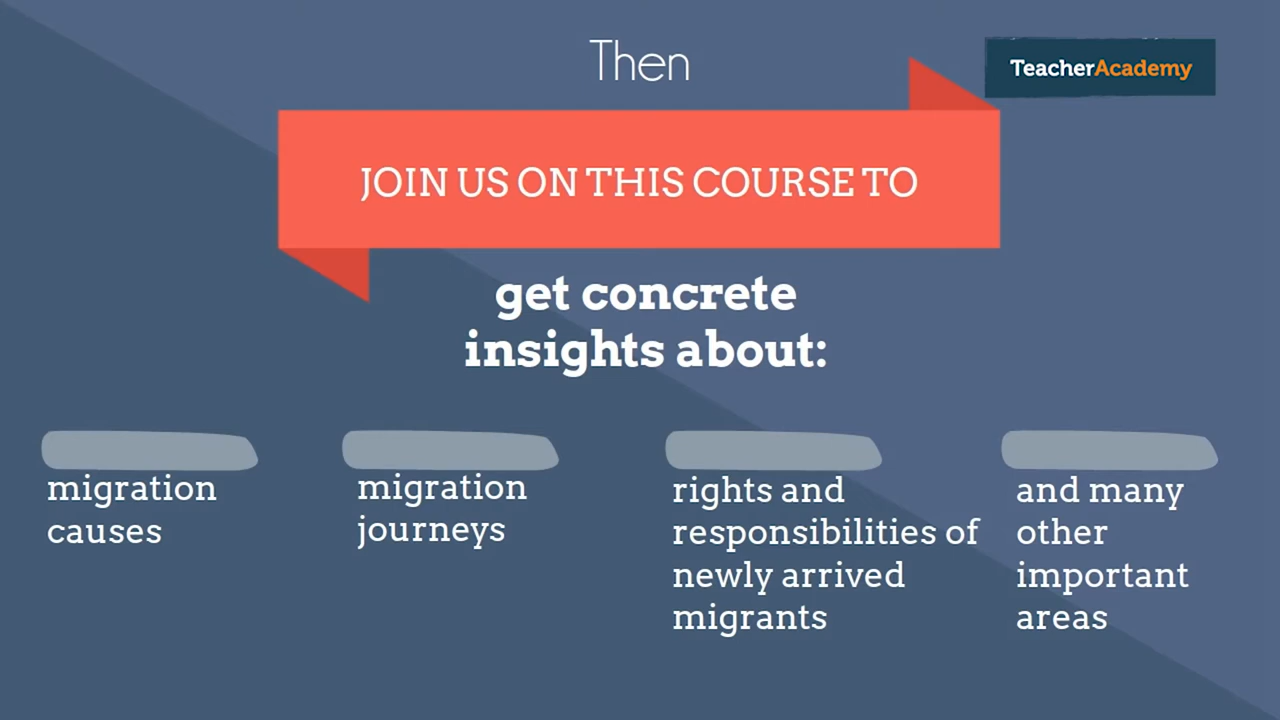 Then
TeacherAcademy
JOIN US ON THIS COURSE TO
get concrete
insights about:
migration
causes
migration
journeys
rights and
responsibilities of
newly arrived
migrants
and many
other
important
areas